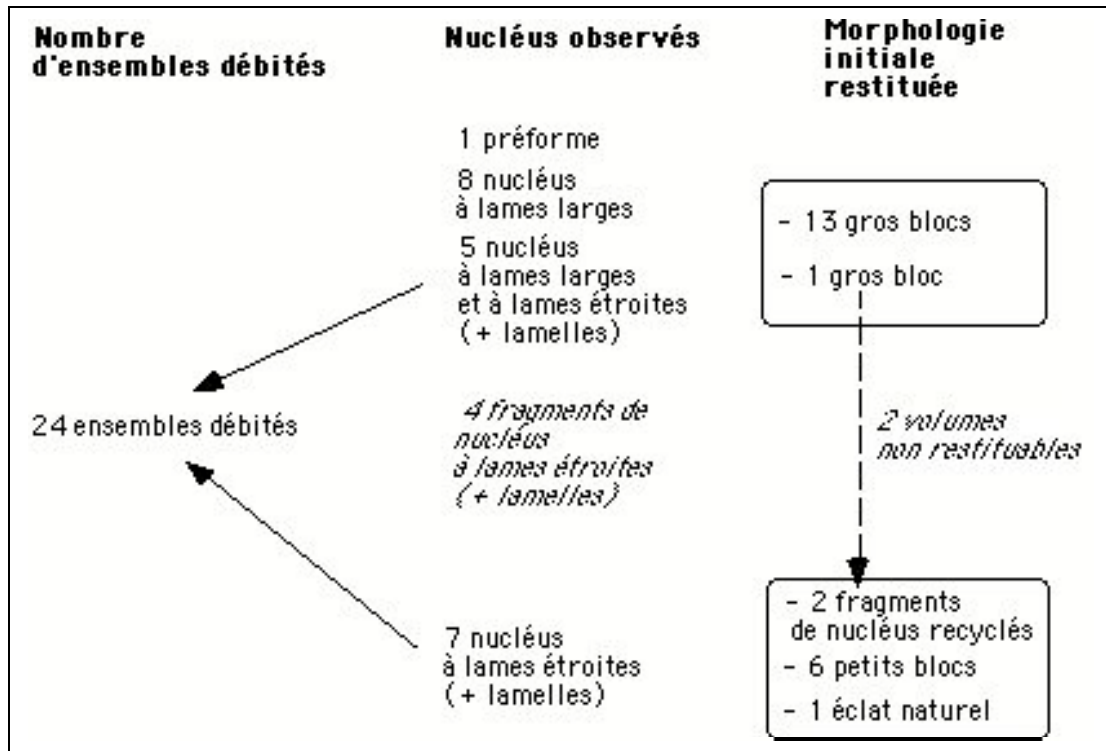 Nombre
d'ensembles débités
Nucléus observés
Morphologie
initiale
restituée
1 préforme
8 nucléus
à lames larges
5 nucléus
à lames larges
et à lames étroites
(+ lamelles)
- 13 gros blocs
- 1 gros bloc
24 ensembles débités
4 fragments de
nucléus
à lames étroites
(+ lamelles)
2 volumes
non restituables
7 nucléus
à lames étroites
(+ lamelles)
- 2 fragments
de nucléus recyclés
- 6 petits blocs
- 1 éclat naturel